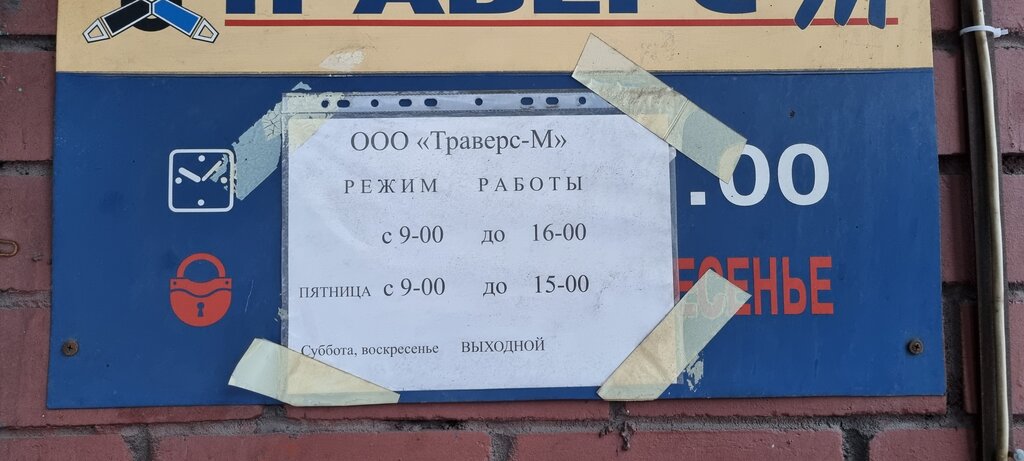 ТРАВЕРС М
ООО «Траверс-М»
РЕЖИМ РАБОТЫ
с 9-00 до 16-00
.00
ПЯТНИЦА с 9-00 до 15-00
ЕСЕНЬЕ
Суббота, воскресенье ВЫХОДНОЙ